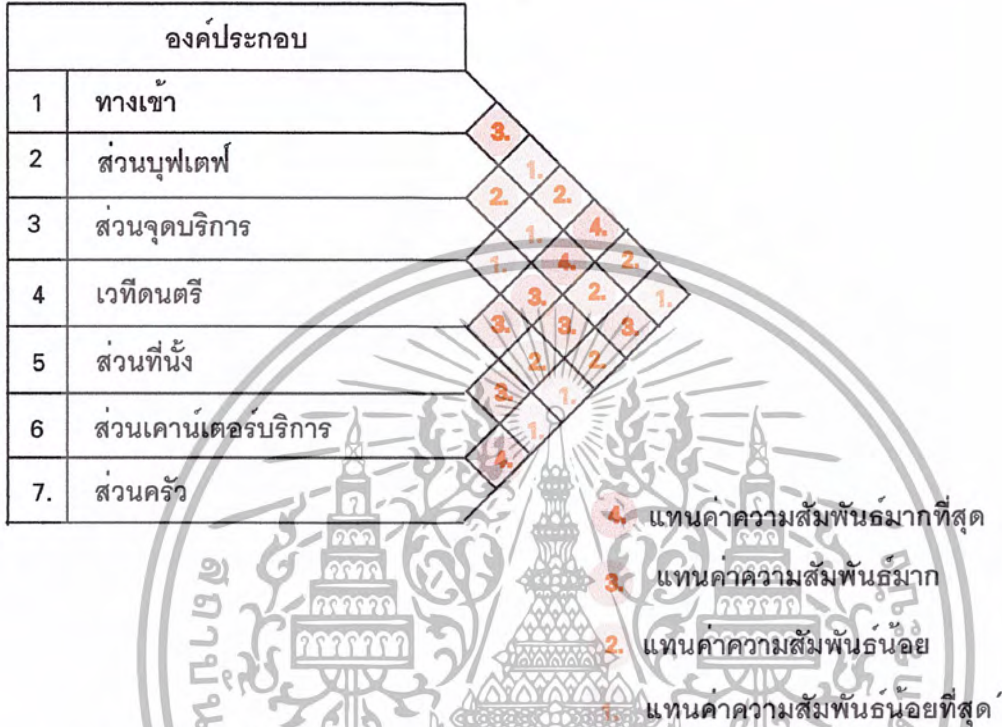 องค์ประกอบ
1 ทางเข้า
3.
2 ส่วนบุฟเตฟ์
1.
2. 2.
3 ส่วนจุดบริการ
1. 4.
1. 4. 2.
4 เวทีดนตรี
3. 2. 1.
3. 3. 3.
5 ส่วนที่นั้ง
2. 2.
3. 1.
6 ส่วนเคาน์เตอร์บริการ
1.
4.
7. ส่วนครัว
4. แทนค่าความสัมพันธ์มากที่สุด
3. แทนค่าความสัมพันธ์มาก
2. แทนค่าความสัมพันธ์น้อย
1. แทนค่าความสัมพันธ์น้อยที่สุด
สถาบัน